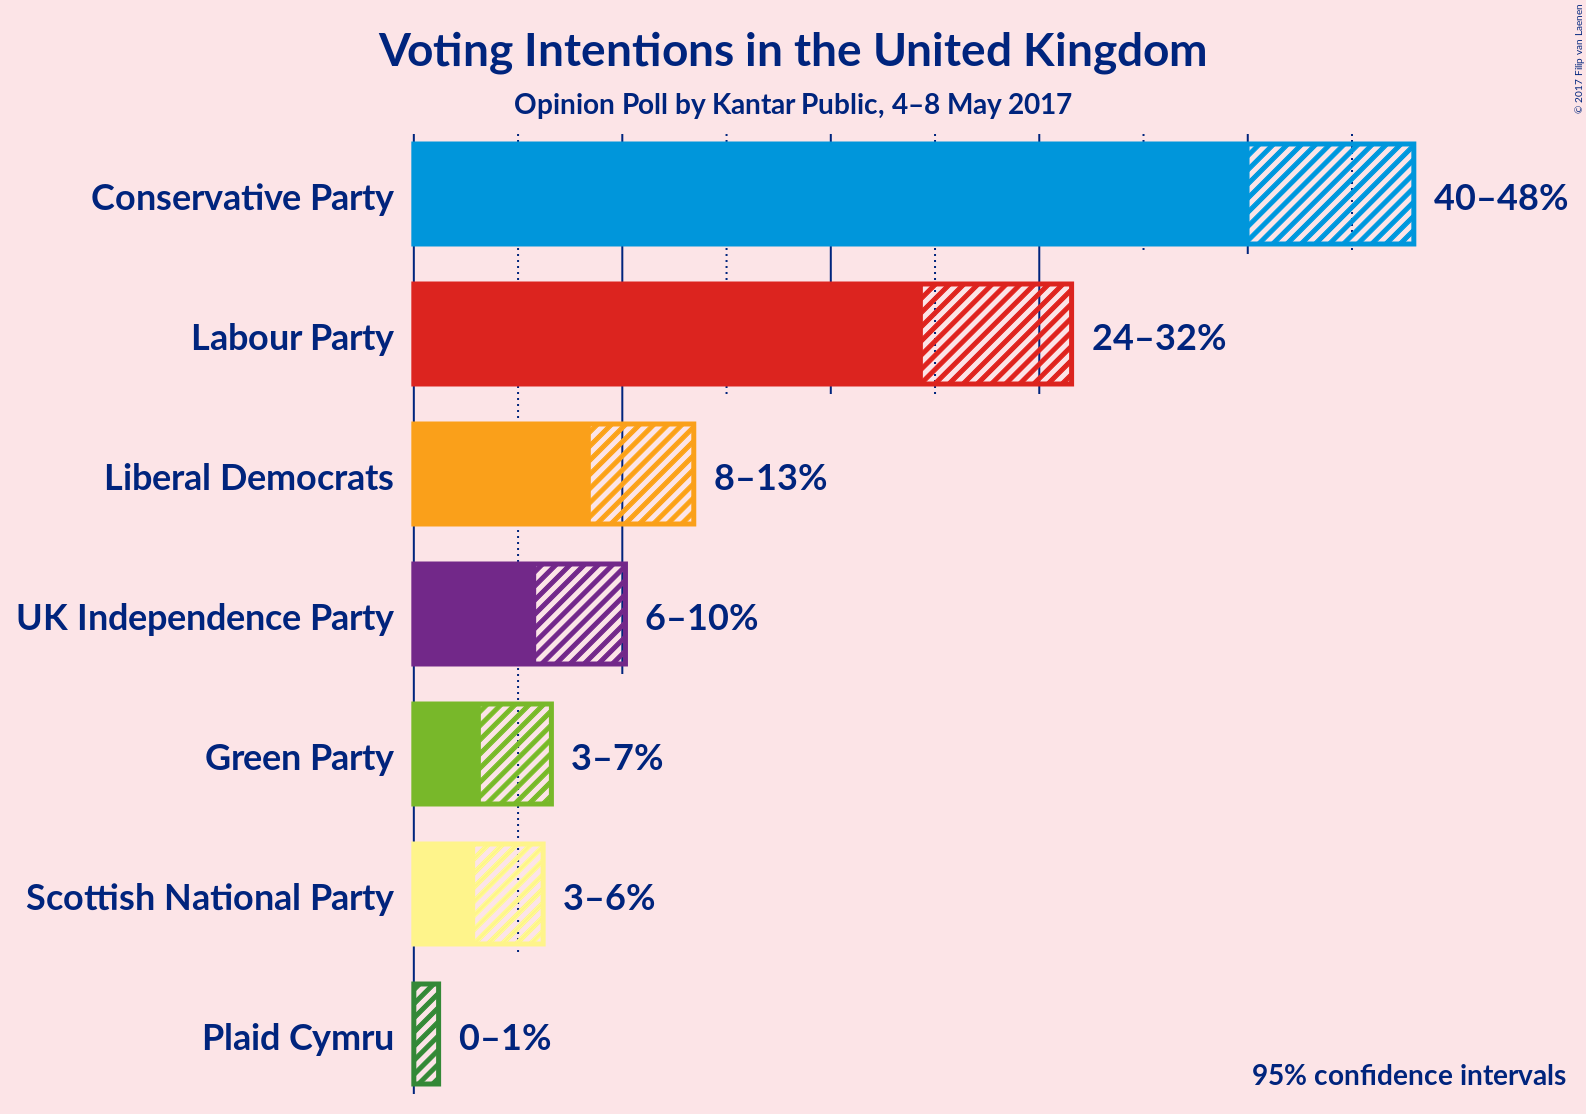 Voting Intentions in the United Kingdom
Opinion Poll by Kantar Public, 4–8 May 2017
© 2017 Filip van Laenen
Conservative Party 40–48%
Labour Party 24–32%
Liberal Democrats 8–13%
UK Independence Party 6–10%
Green Party 3–7%
Scottish National Party 3–6%
Plaid Cymru 0–1%
95% confidence intervals